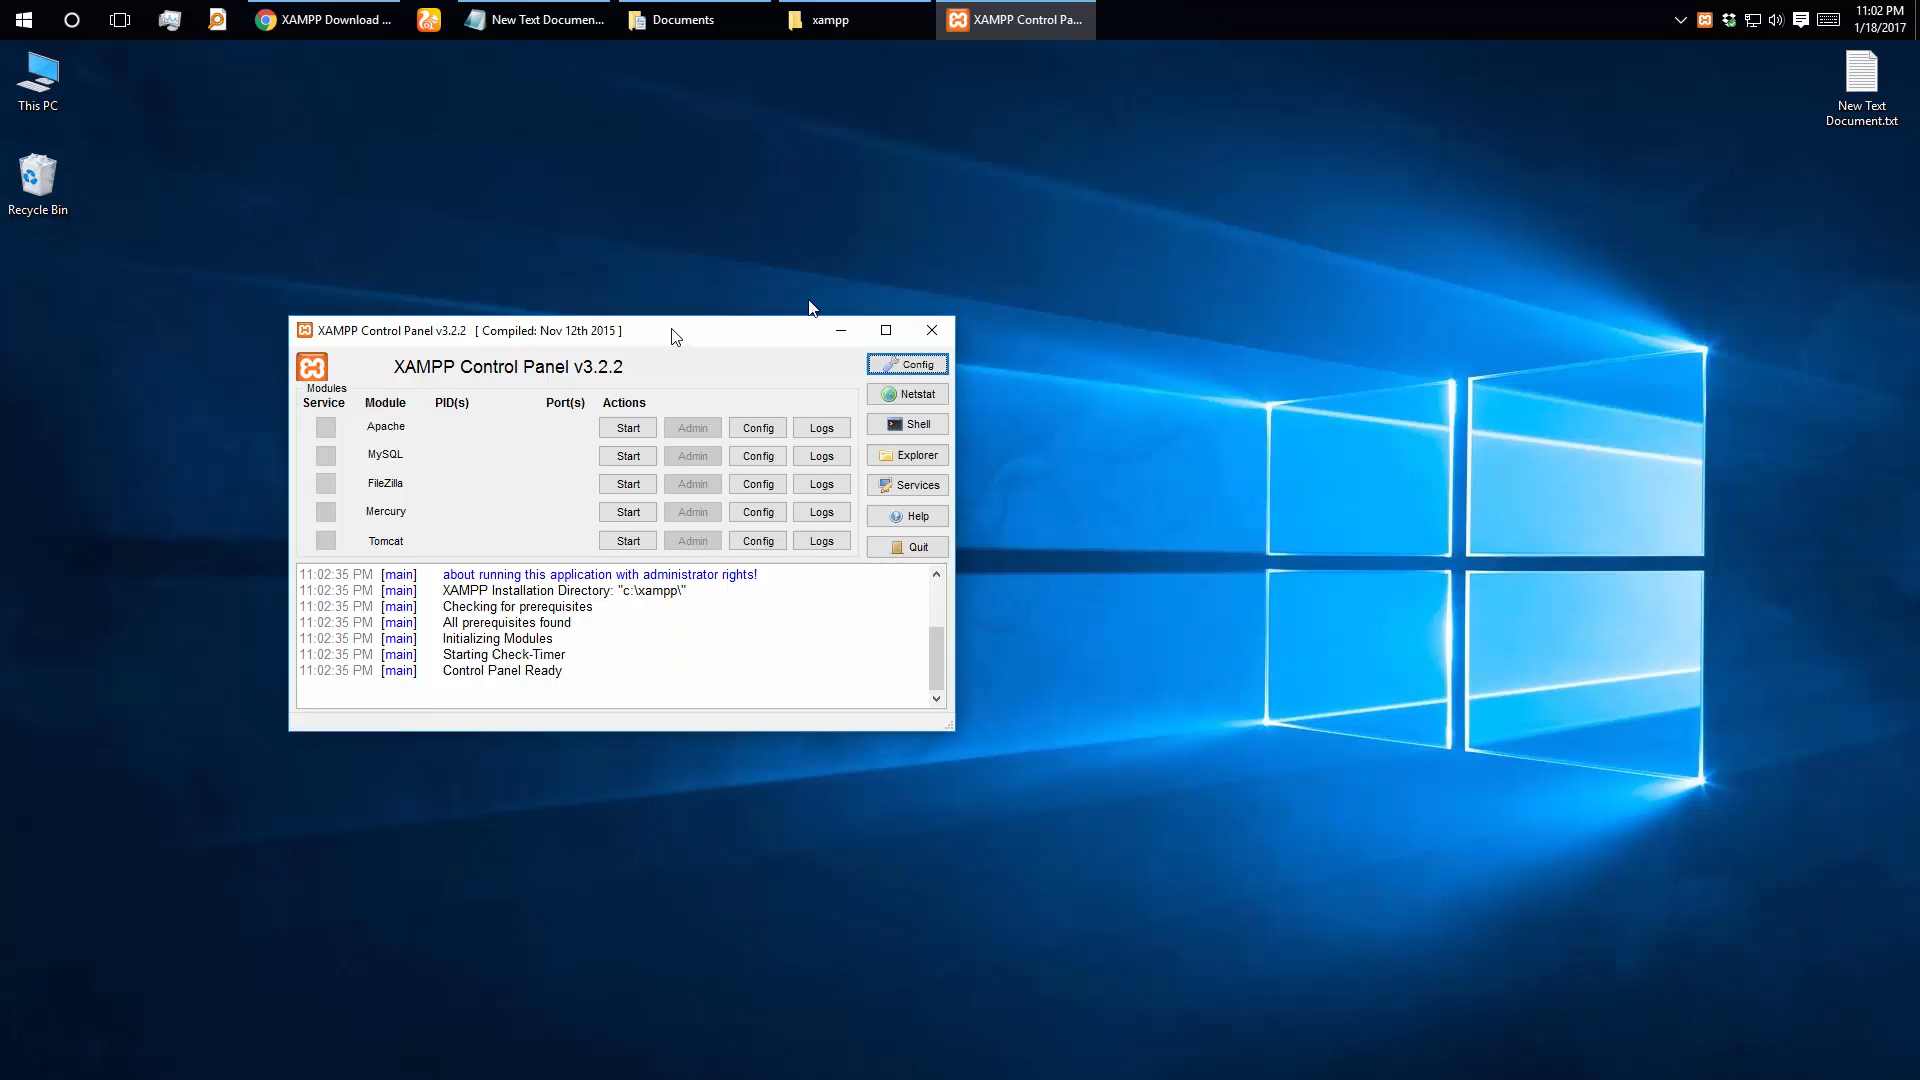 XAMPP Download ...
New Text Documen...
Documents
xampp
XAMPP Control Pa...
11:02 PM
1/18/2017
This PC
Recycle Bin
New Text
Document.txt
XAMPP Control Panel v3.2.2 [ Compiled: Nov 12th 2015 ]
XAMPP Control Panel v3.2.2
Config
Modules
Service Module PID(s) Port(s) Actions
Netstat
Apache Start Admin Config Logs
Shell
MySQL Start Admin Config Logs
Explorer
FileZilla Start Admin Config Logs
Services
Mercury Start Admin Config Logs
Help
Tomcat Start Admin Config Logs
Quit
11:02:35 PM [main] about running this application with administrator rights!
11:02:35 PM [main] XAMPP Installation Directory: "c:\xampp\"
11:02:35 PM [main] Checking for prerequisites
11:02:35 PM [main] All prerequisites found
11:02:35 PM [main] Initializing Modules
11:02:35 PM [main] Starting Check-Timer
11:02:35 PM [main] Control Panel Ready